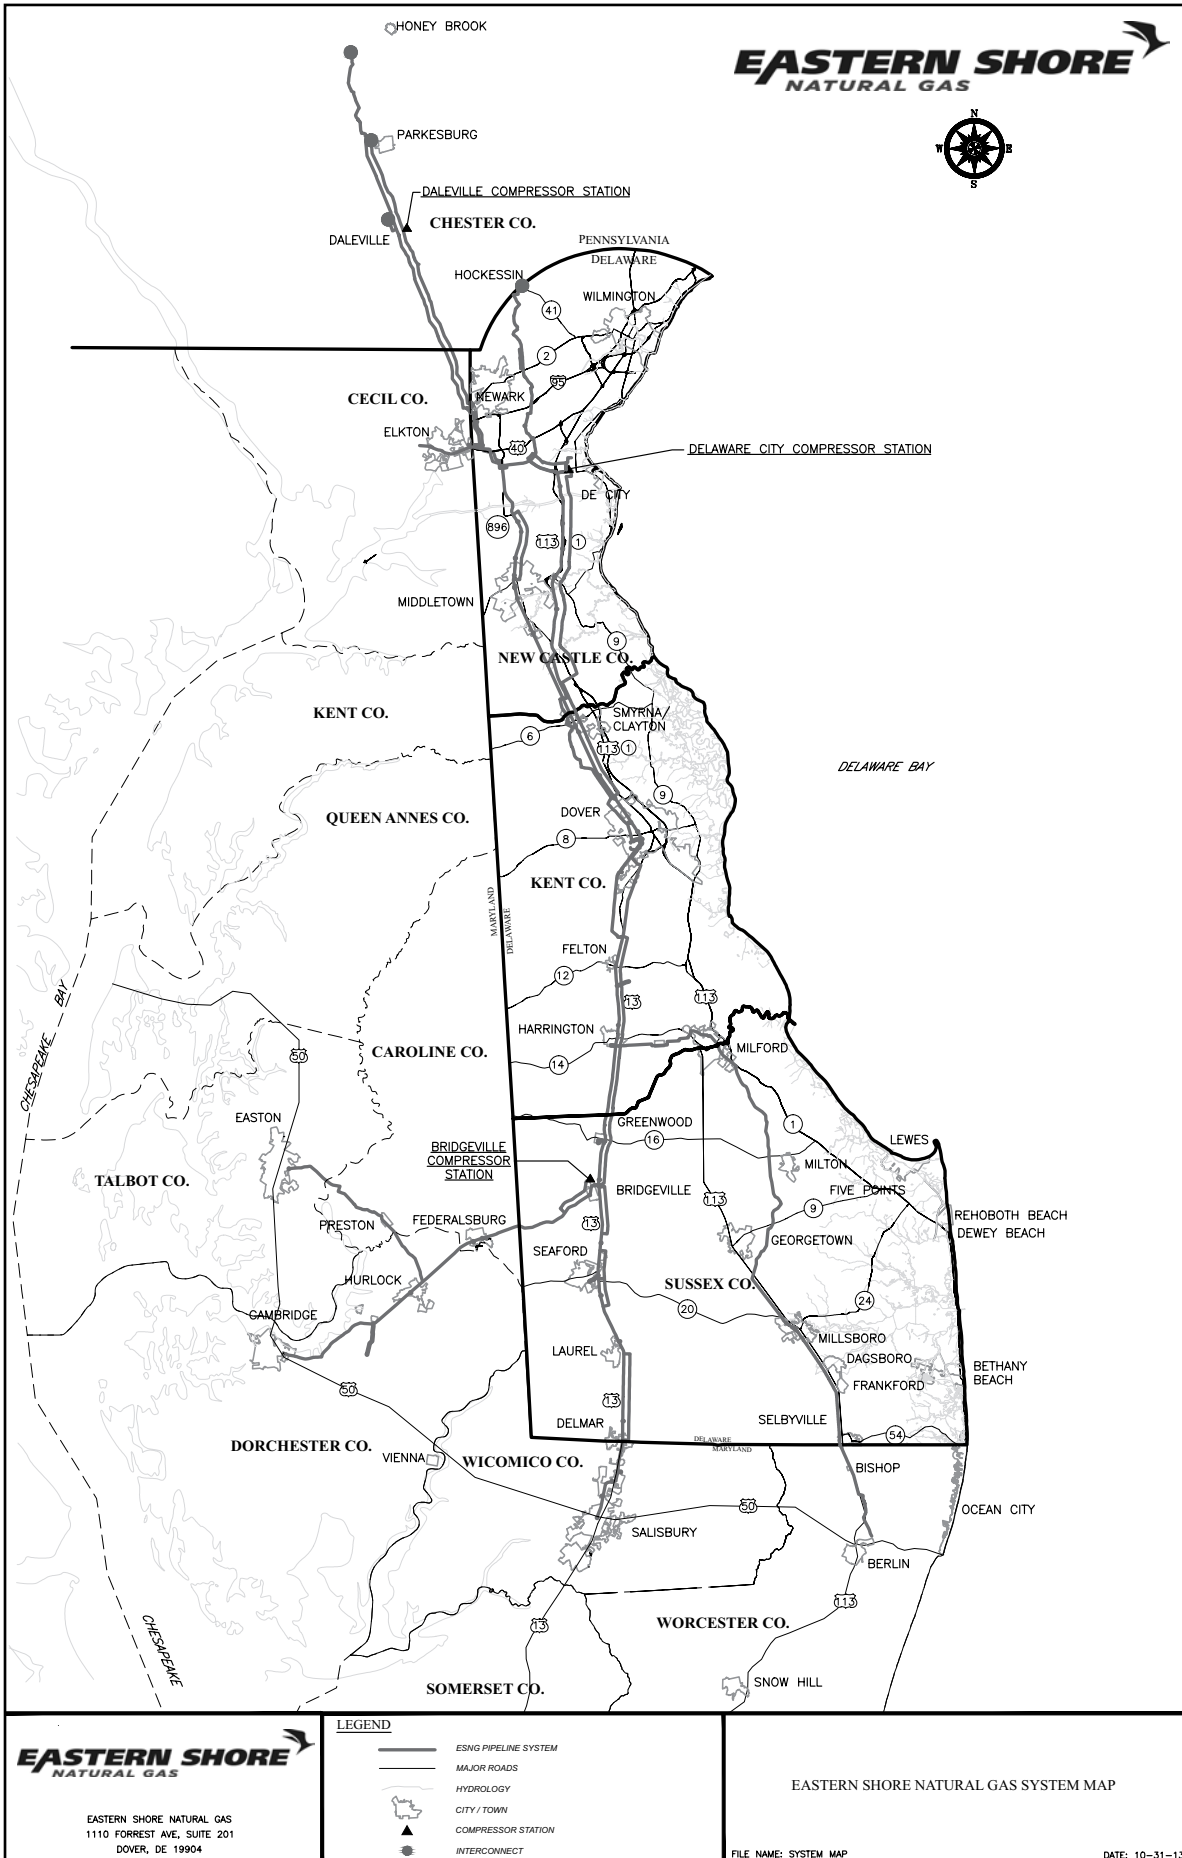 HONEY BROOK
EASTERN SHORE
NATURAL GAS
N
W
E
S
PARKESBURG
DALEVILLE COMPRESSOR STATION
CHESTER CO.
DALEVILLE
PENNSYLVANIA
DELAWARE
HOCKESSIN
WILMINGTON
41
2
95
CECIL CO.
NEWARK
ELKTON
40
DELAWARE CITY COMPRESSOR STATION
DE CITY
896
113
1
MIDDLETOWN
9
NEW CASTLE CO.
KENT CO.
SMYRNA/
CLAYTON
6
113
1
DELAWARE BAY
9
DOVER
QUEEN ANNES CO.
8
KENT CO.
MARYLAND
DELAWARE
FELTON
12
CHESAPEAKE BAY
13
113
HARRINGTON
MILFORD
CAROLINE CO.
50
14
EASTON
GREENWOOD
1
16
LEWES
BRIDGEVILLE
COMPRESSOR
STATION
MILTON
TALBOT CO.
BRIDGEVILLE
113
FIVE POINTS
9
REHOBOTH BEACH
DEWEY BEACH
PRESTON
FEDERALSBURG
13
GEORGETOWN
SEAFORD
HURLOCK
SUSSEX CO.
20
24
CAMBRIDGE
MILLSBORO
LAUREL
DAGSBORO
BETHANY
BEACH
FRANKFORD
50
13
DELMAR
SELBYVILLE
54
DELAWARE
MARYLAND
DORCHESTER CO.
VIENNA
WICOMICO CO.
BISHOP
50
OCEAN CITY
SALISBURY
BERLIN
113
13
WORCESTER CO.
CHESAPEAKE
SOMERSET CO.
SNOW HILL
EASTERN SHORE
NATURAL GAS
EASTERN SHORE NATURAL GAS
1110 FORREST AVE, SUITE 201
DOVER, DE 19904
LEGEND
ESNG PIPELINE SYSTEM
MAJOR ROADS
HYDROLOGY
CITY / TOWN
COMPRESSOR STATION
INTERCONNECT
EASTERN SHORE NATURAL GAS SYSTEM MAP
FILE NAME: SYSTEM MAP
DATE: 10-31-13